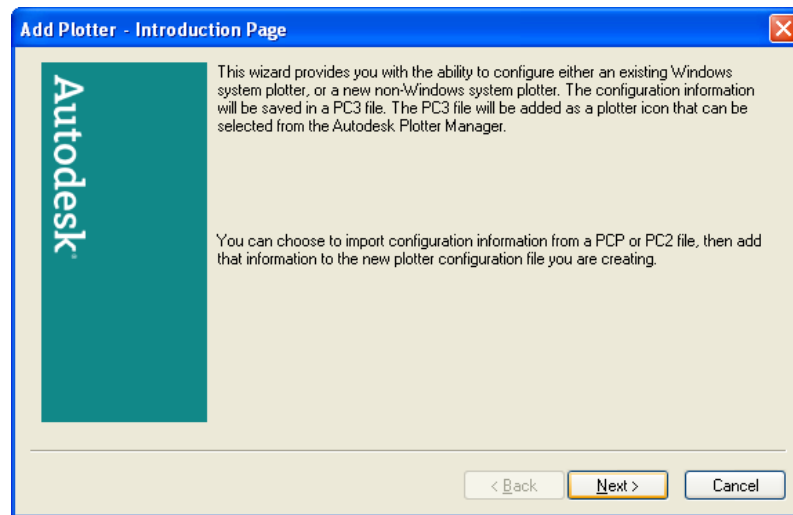 Add Plotter - Introduction Page
Autodesk
This wizard provides you with the ability to configure either an existing Windows
system plotter, or a new non-Windows system plotter. The configuration information
will be saved in a PC3 file. The PC3 file will be added as a plotter icon that can be
selected from the Autodesk Plotter Manager.
You can choose to import configuration information from a PCP or PC2 file, then add
that information to the new plotter configuration file you are creating.
< Back Next > Cancel